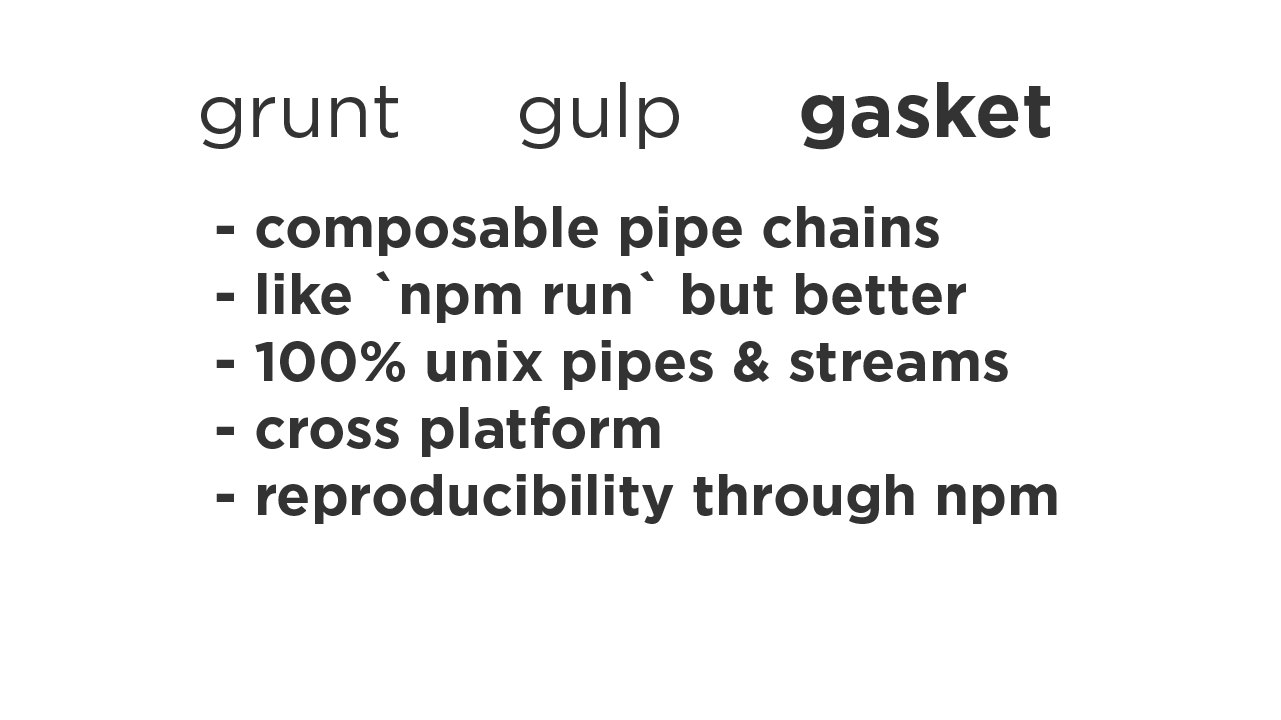 grunt gulp gasket
- composable pipe chains
- like `npm run` but better
- 100% unix pipes & streams
- cross platform
- reproducibility through npm